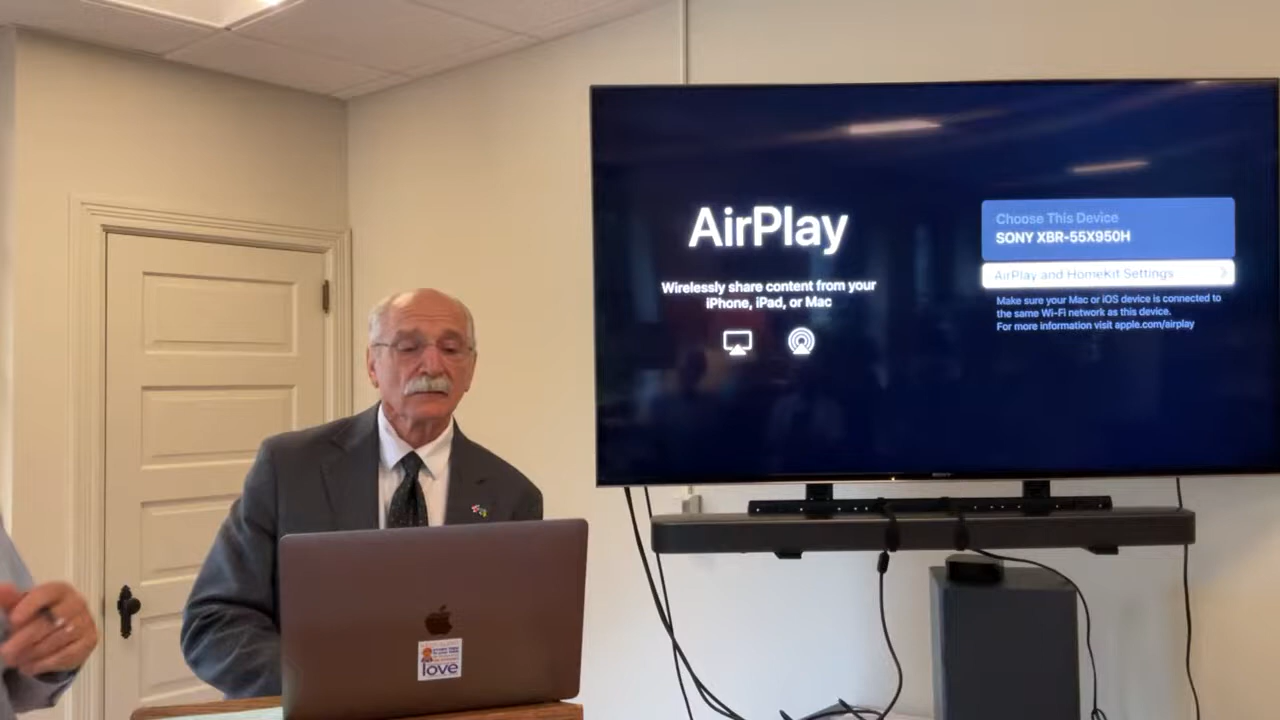 AirPlay
Wirelessly share content from your
iPhone, iPad, or Mac
Choose This Device
SONY XBR-55X950H
AirPlay and HomeKit Settings
Make sure your Mac or iOS device is connected to
the same Wi-Fi network as this device.
For more information visit apple.com/airplay
SONY
love